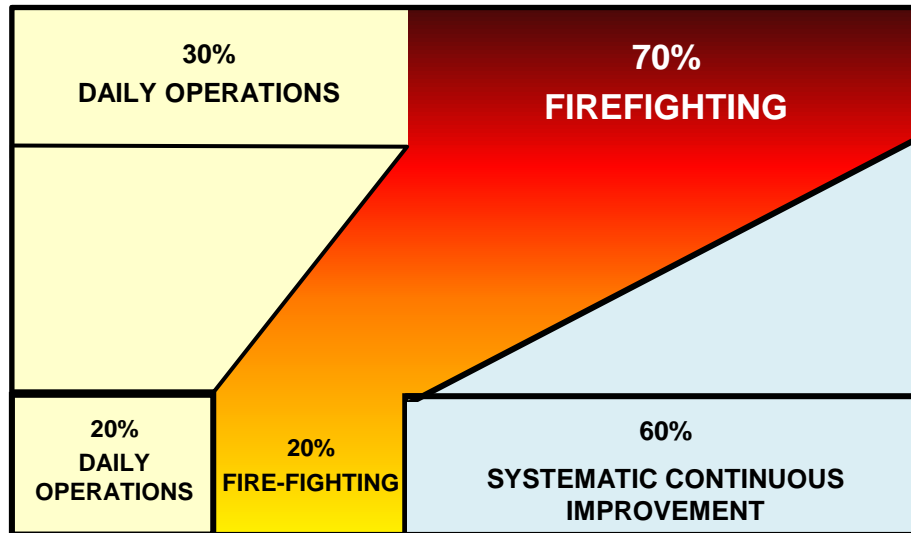 30%
DAILY OPERATIONS
70%
FIREFIGHTING
20%
DAILY
OPERATIONS
20%
FIRE-FIGHTING
60%
SYSTEMATIC CONTINUOUS
IMPROVEMENT